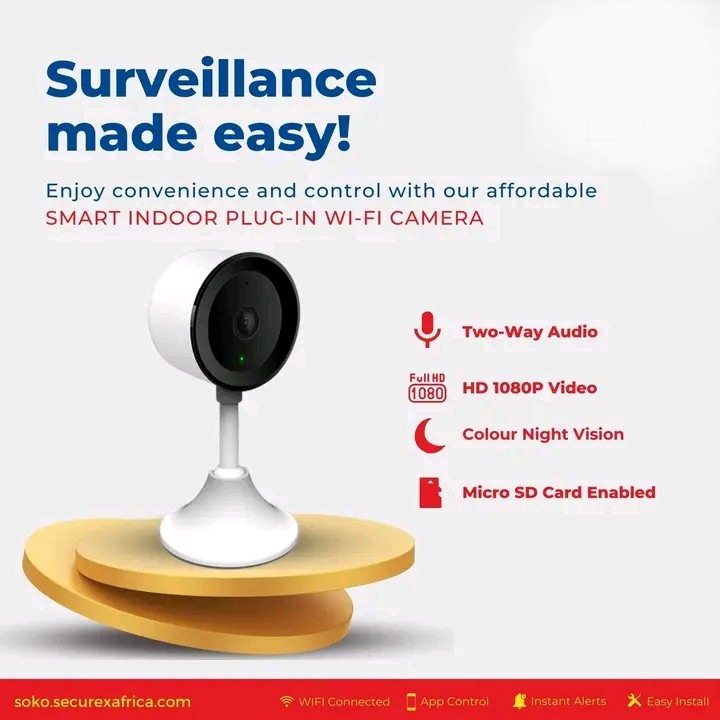 Surveillance
made easy!
Enjoy convenience and control with our affordable
SMART INDOOR PLUG-IN WI-FI CAMERA
Two-Way Audio
Full HD
1080
HD 1080P Video
Colour Night Vision
Micro SD Card Enabled
soko.securexafrica.com WIFI Connected App Control Instant Alerts Easy Install